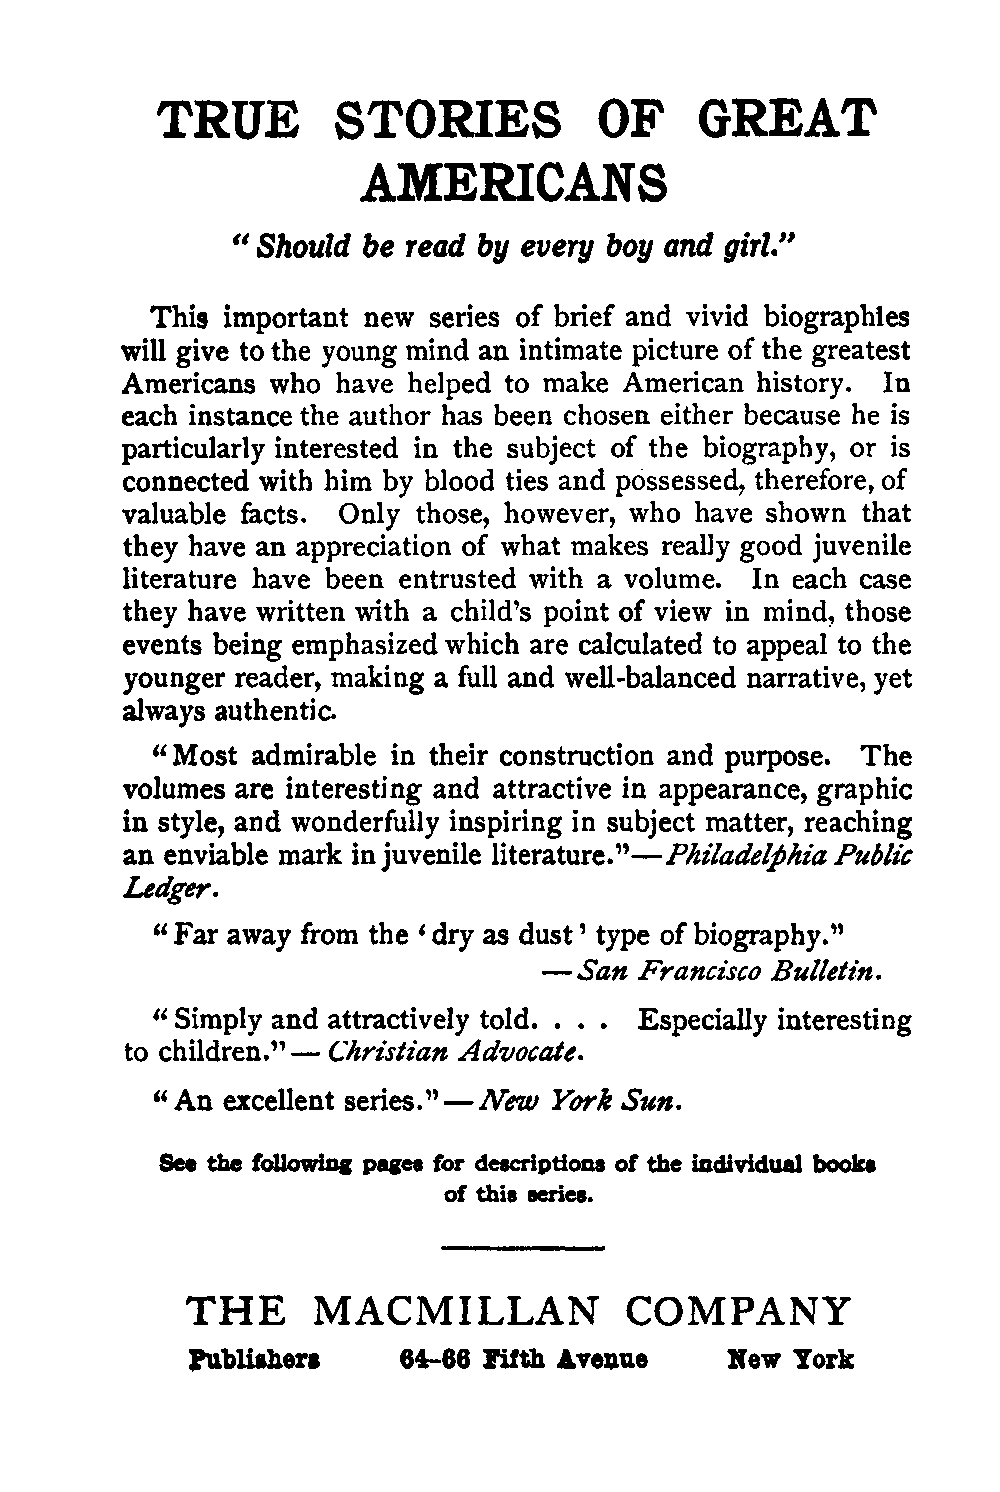 TRUE STORIES OF GREAT
AMERICANS
"Should be read by every boy and girl."
This important new series of brief and vivid biographies
will give to the young mind an intimate picture of the greatest
Americans who have helped to make American history. In
each instance the author has been chosen either because he is
particularly interested in the subject of the biography, or is
connected with him by blood ties and possessed, therefore, of
valuable facts. Only those, however, who have shown that
they have an appreciation of what makes really good juvenile
literature have been entrusted with a volume. In each case
they have written with a child's point of view in mind, those
events being emphasized which are calculated to appeal to the
younger reader, making a full and well-balanced narrative, yet
always authentic.
"Most admirable in their construction and purpose. The
volumes are interesting and attractive in appearance, graphic
in style, and wonderfully inspiring in subject matter, reaching
an enviable mark in juvenile literature."—Philadelphia Public
Ledger.
"Far away from the 'dry as dust' type of biography."
—San Francisco Bulletin.
"Simply and attractively told. . . . Especially interesting
to children."— Christian Advocate.
"An excellent series."—New York Sun.
See the following pages for descriptions of the individual books
of this series.
THE MACMILLAN COMPANY
Publishers 64–66 Fifth Avenue New York